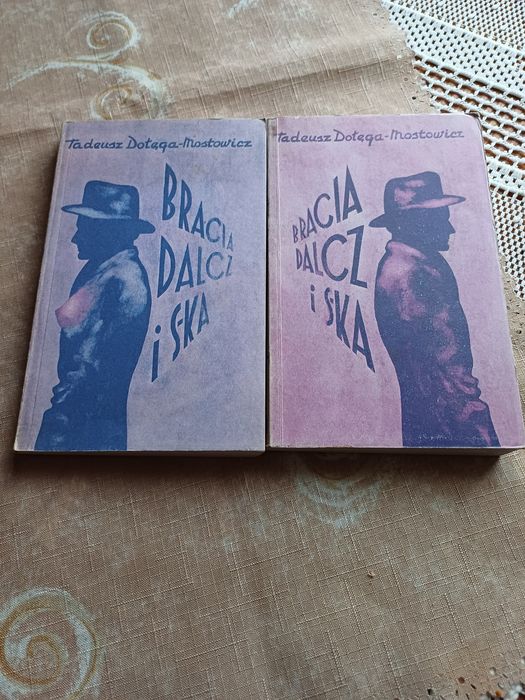 Tadeusz Dołęga-Mostowicz
BRACIA
DALCZ
i S-KA
Tadeusz Dołęga-Mostowicz
BRACIA
DALCZ
i S-KA